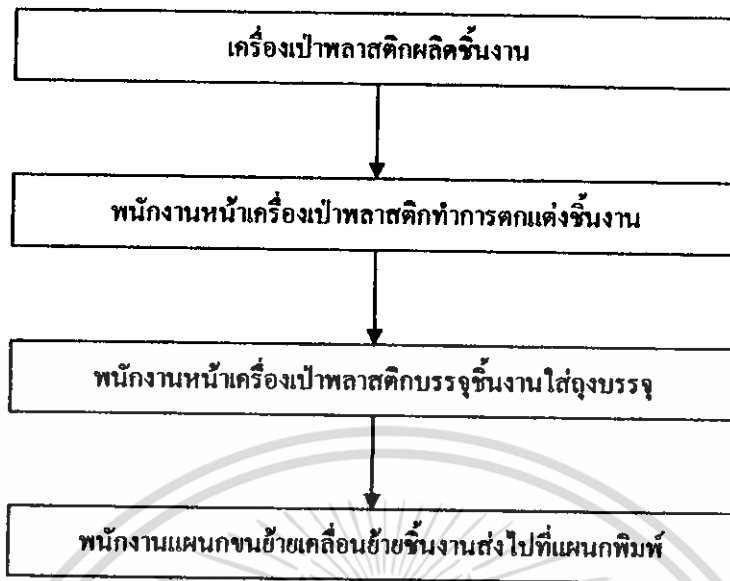 เครื่องเป่าพลาสติกผลิตชิ้นงาน
พนักงานหน้าเครื่องเป่าพลาสติกทำการตกแต่งชิ้นงาน
พนักงานหน้าเครื่องเป่าพลาสติกบรรจุชิ้นงานใส่ถุงบรรจุ
พนักงานแผนกขนย้ายเคลื่อนย้ายชิ้นงานส่งไปที่แผนกพิมพ์